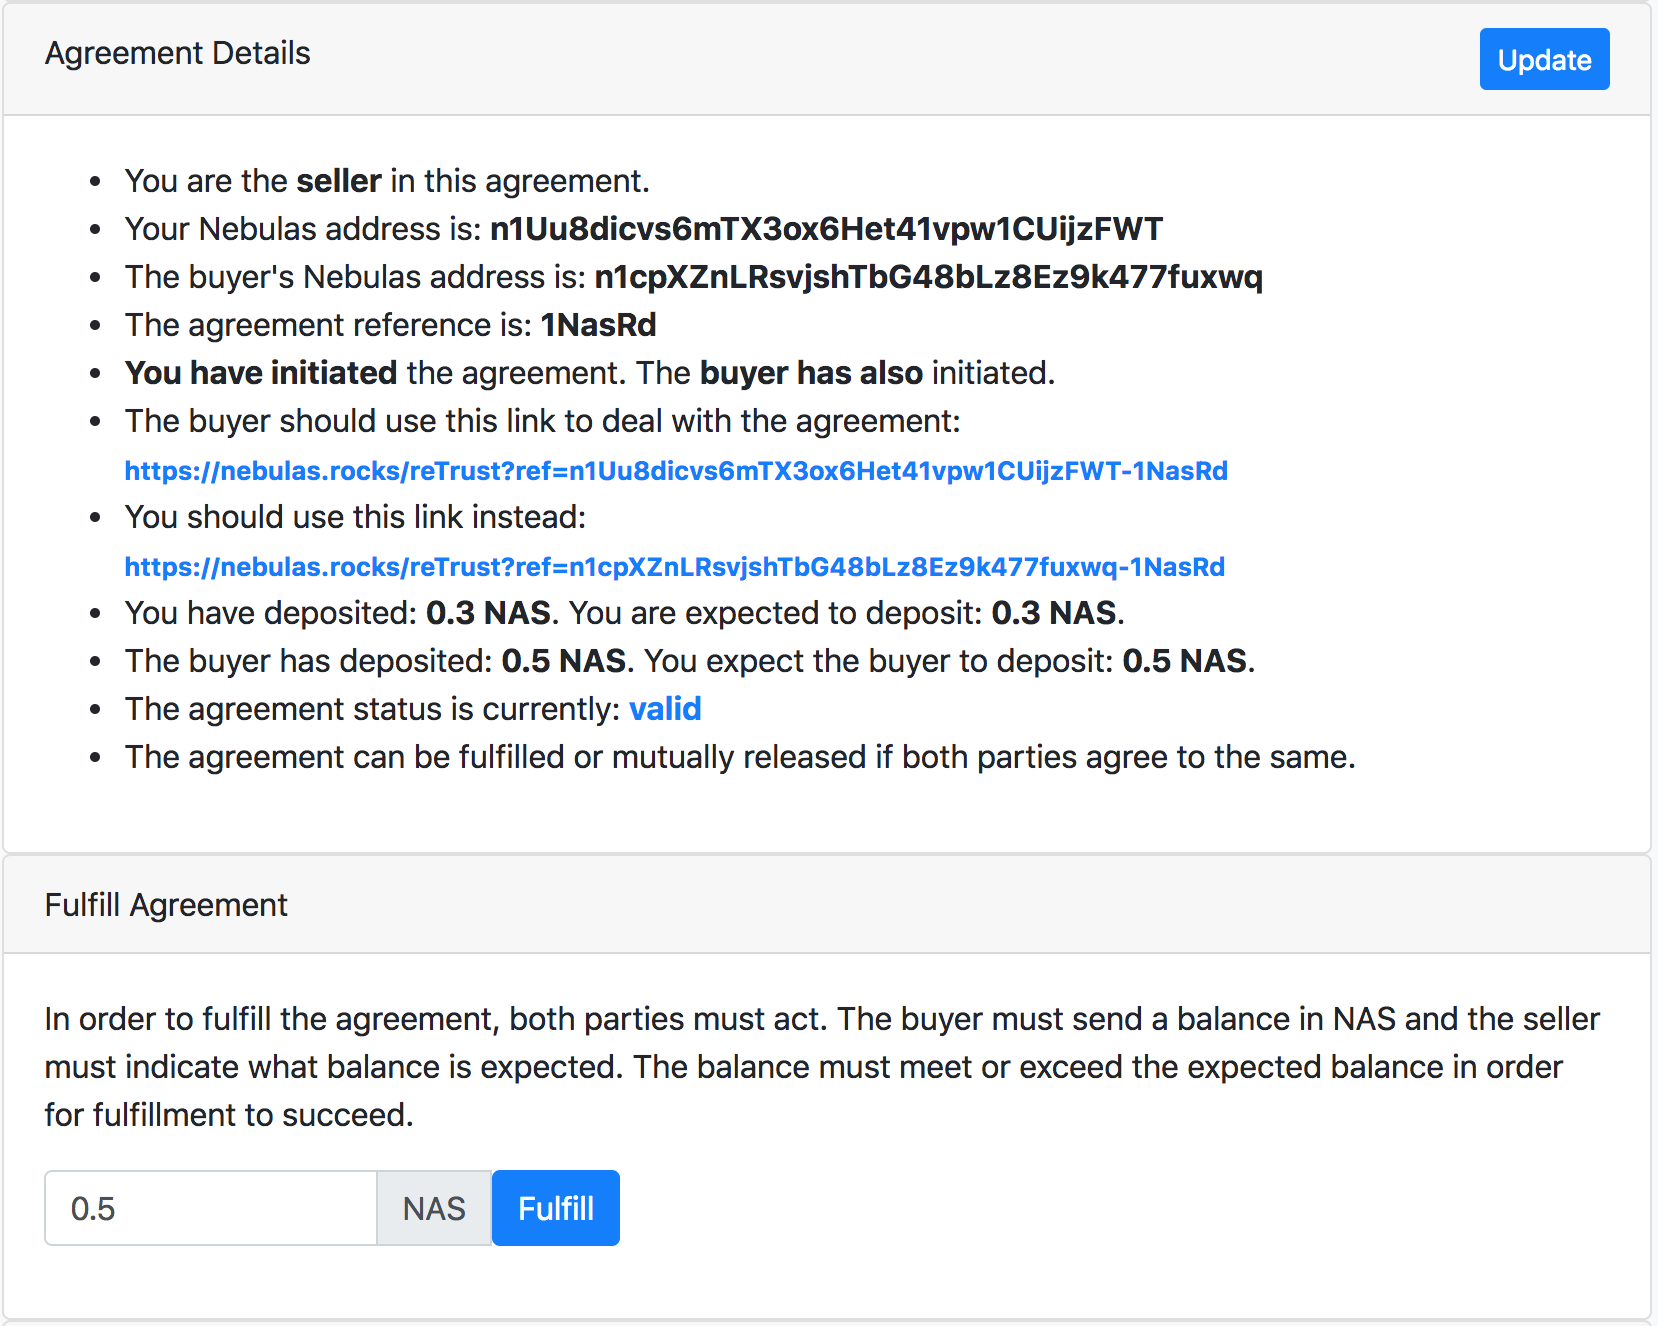 Agreement Details
Update
You are the seller in this agreement.
Your Nebulas address is: n1Uu8dicvs6mTX3ox6Het41vpw1CUijzFWT
The buyer's Nebulas address is: n1cpXZnLRsvjshTbG48bLz8Ez9k477fuxwq
The agreement reference is: 1NasRd
You have initiated the agreement. The buyer has also initiated.
The buyer should use this link to deal with the agreement:
https://nebulas.rocks/reTrust?ref=n1Uu8dicvs6mTX3ox6Het41vpw1CUijzFWT-1NasRd
You should use this link instead:
https://nebulas.rocks/reTrust?ref=n1cpXZnLRsvjshTbG48bLz8Ez9k477fuxwq-1NasRd
You have deposited: 0.3 NAS. You are expected to deposit: 0.3 NAS.
The buyer has deposited: 0.5 NAS. You expect the buyer to deposit: 0.5 NAS.
The agreement status is currently: valid
The agreement can be fulfilled or mutually released if both parties agree to the same.
Fulfill Agreement
In order to fulfill the agreement, both parties must act. The buyer must send a balance in NAS and the seller
must indicate what balance is expected. The balance must meet or exceed the expected balance in order
for fulfillment to succeed.
0.5 NAS Fulfill